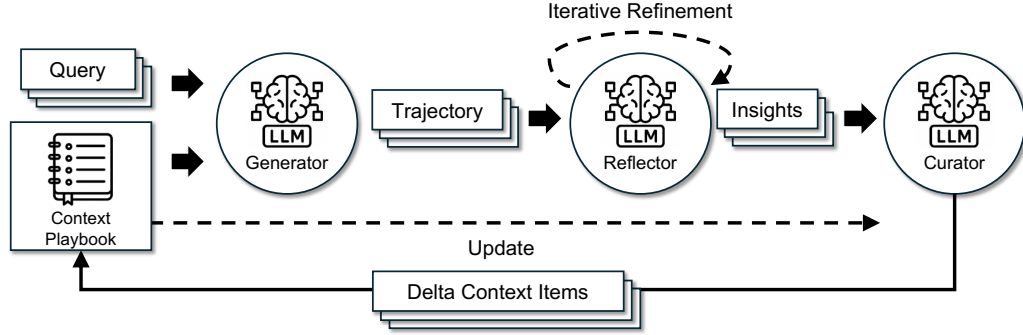 Iterative Refinement
Query
LLM
Generator
Trajectory
LLM
Reflector
Insights
LLM
Curator
Context
Playbook
Update
Delta Context Items